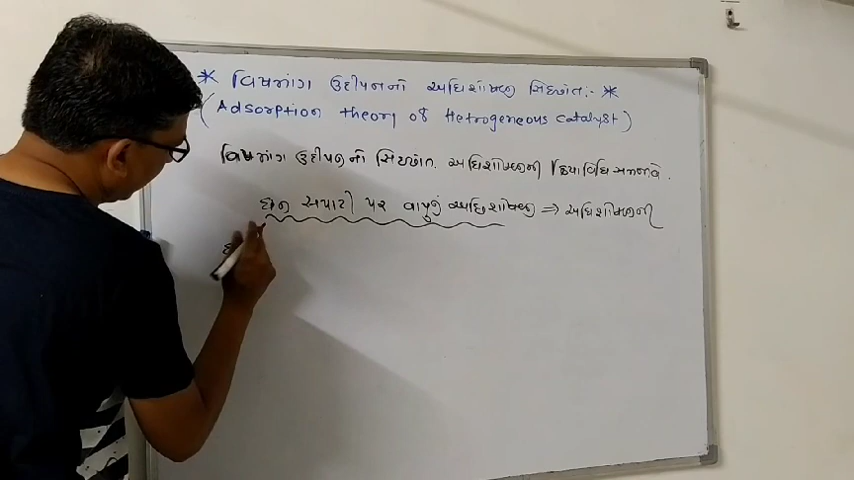 * વિષમાંગ ઉદ્દીપનનો અધિશોષણ સિદ્ધાંત:- *
(Adsorption theory of Hetrogeneous catalyst)
વિષમાંગ ઉદ્દીપનનો સિદ્ધાંત અધિશોષણની ક્રિયાવિધિ સમજાવે.
ઘન સપાટી પર વાયુનું અધિશોષણ ⇒ અધિશોષણની